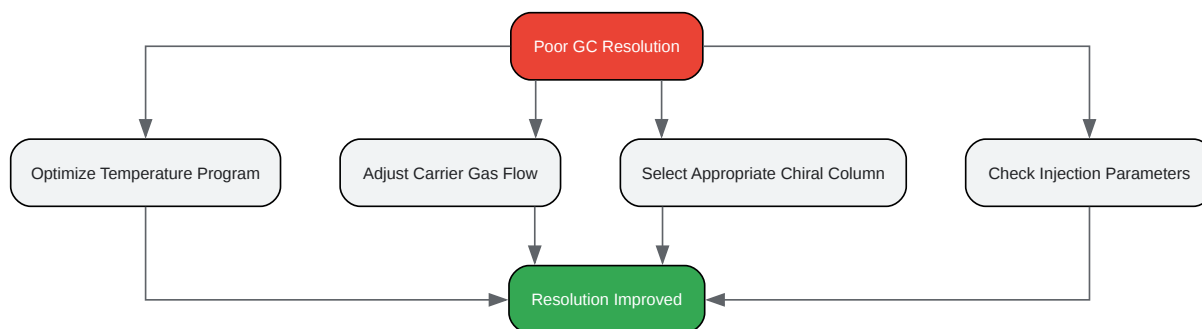 Poor GC Resolution
Optimize Temperature Program
Adjust Carrier Gas Flow
Select Appropriate Chiral Column
Check Injection Parameters
Resolution Improved